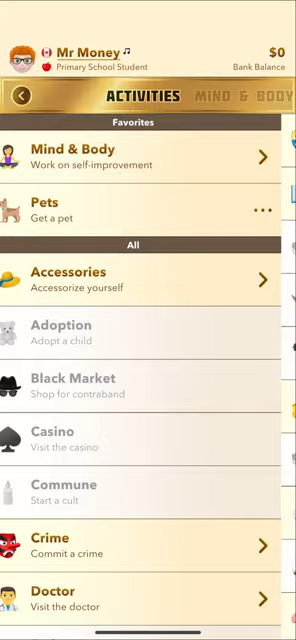 Mr Money
$0
Primary School Student
Bank Balance
ACTIVITIES
MIND & BODY
Favorites
Mind & Body
Work on self-improvement
Pets
Get a pet
All
Accessories
Accessorize yourself
Adoption
Adopt a child
Black Market
Shop for contraband
Casino
Visit the casino
Commune
Start a cult
Crime
Commit a crime
Doctor
Visit the doctor